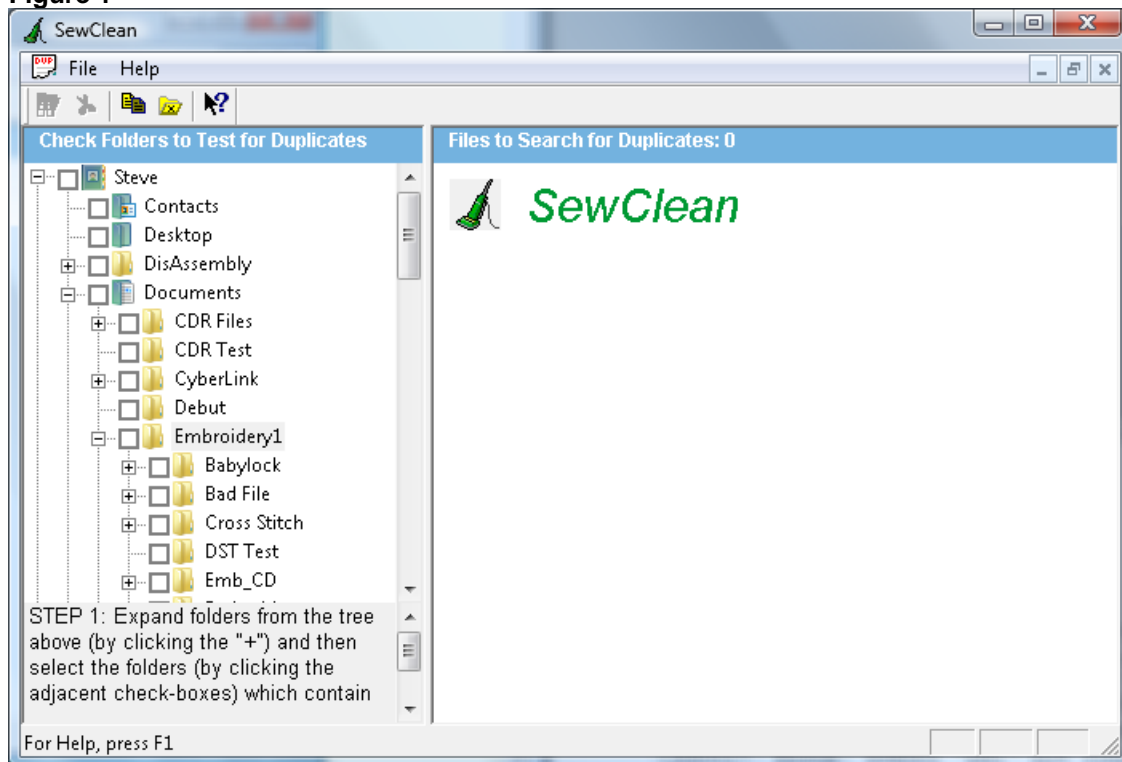 SewClean
DUP File Help
Check Folders to Test for Duplicates
Files to Search for Duplicates: 0
Steve
Contacts
Desktop
DisAssembly
Documents
CDR Files
CDR Test
CyberLink
Debut
Embroidery1
Babylock
Bad File
Cross Stitch
DST Test
Emb_CD
SewClean
STEP 1: Expand folders from the tree
above (by clicking the "+") and then
select the folders (by clicking the
adjacent check-boxes) which contain
For Help, press F1